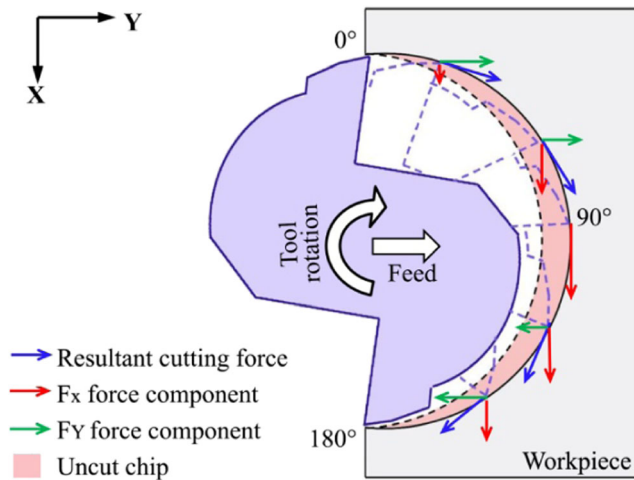 Y
X
0°
90°
Tool
rotation
Feed
Resultant cutting force
Fx force component
FY force component
Uncut chip
180°
Workpiece